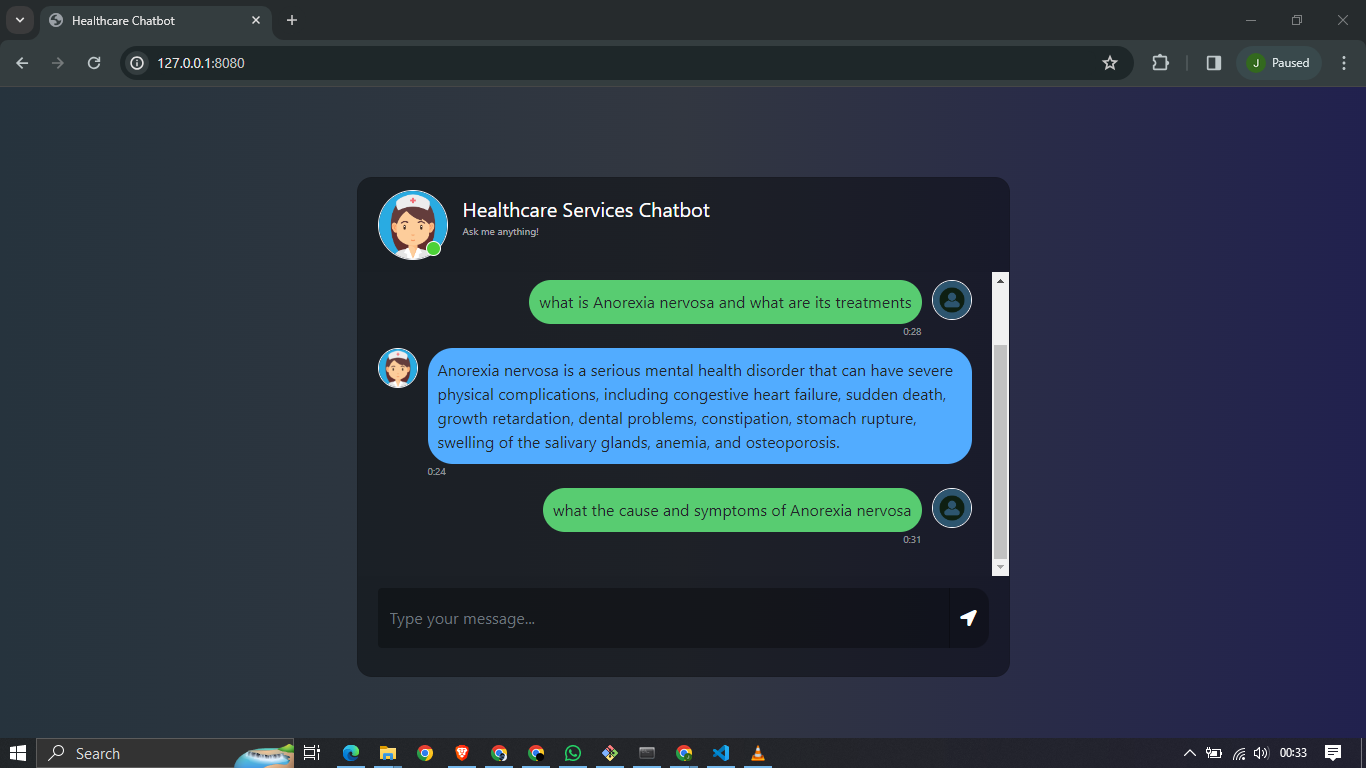 Healthcare Chatbot
127.0.0.1:8080
J Paused
Healthcare Services Chatbot
Ask me anything!
what is Anorexia nervosa and what are its treatments
0:28
Anorexia nervosa is a serious mental health disorder that can have severe
physical complications, including congestive heart failure, sudden death,
growth retardation, dental problems, constipation, stomach rupture,
swelling of the salivary glands, anemia, and osteoporosis.
0:24
what the cause and symptoms of Anorexia nervosa
0:31
Type your message...
Search
00:33